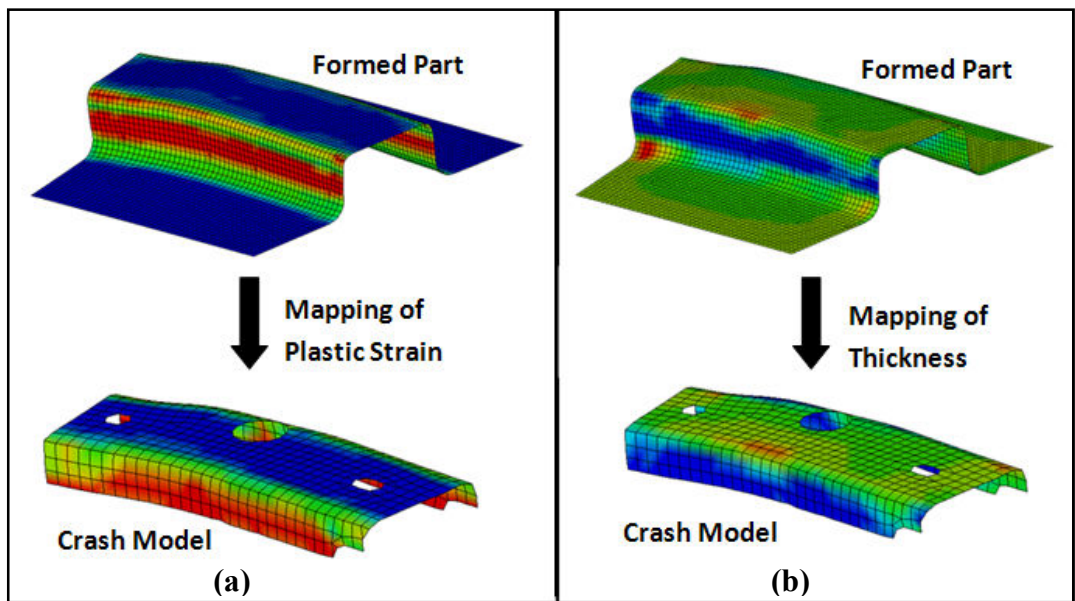 Formed Part
Mapping of
Plastic Strain
Crash Model
(a)
Formed Part
Mapping of
Thickness
Crash Model
(b)